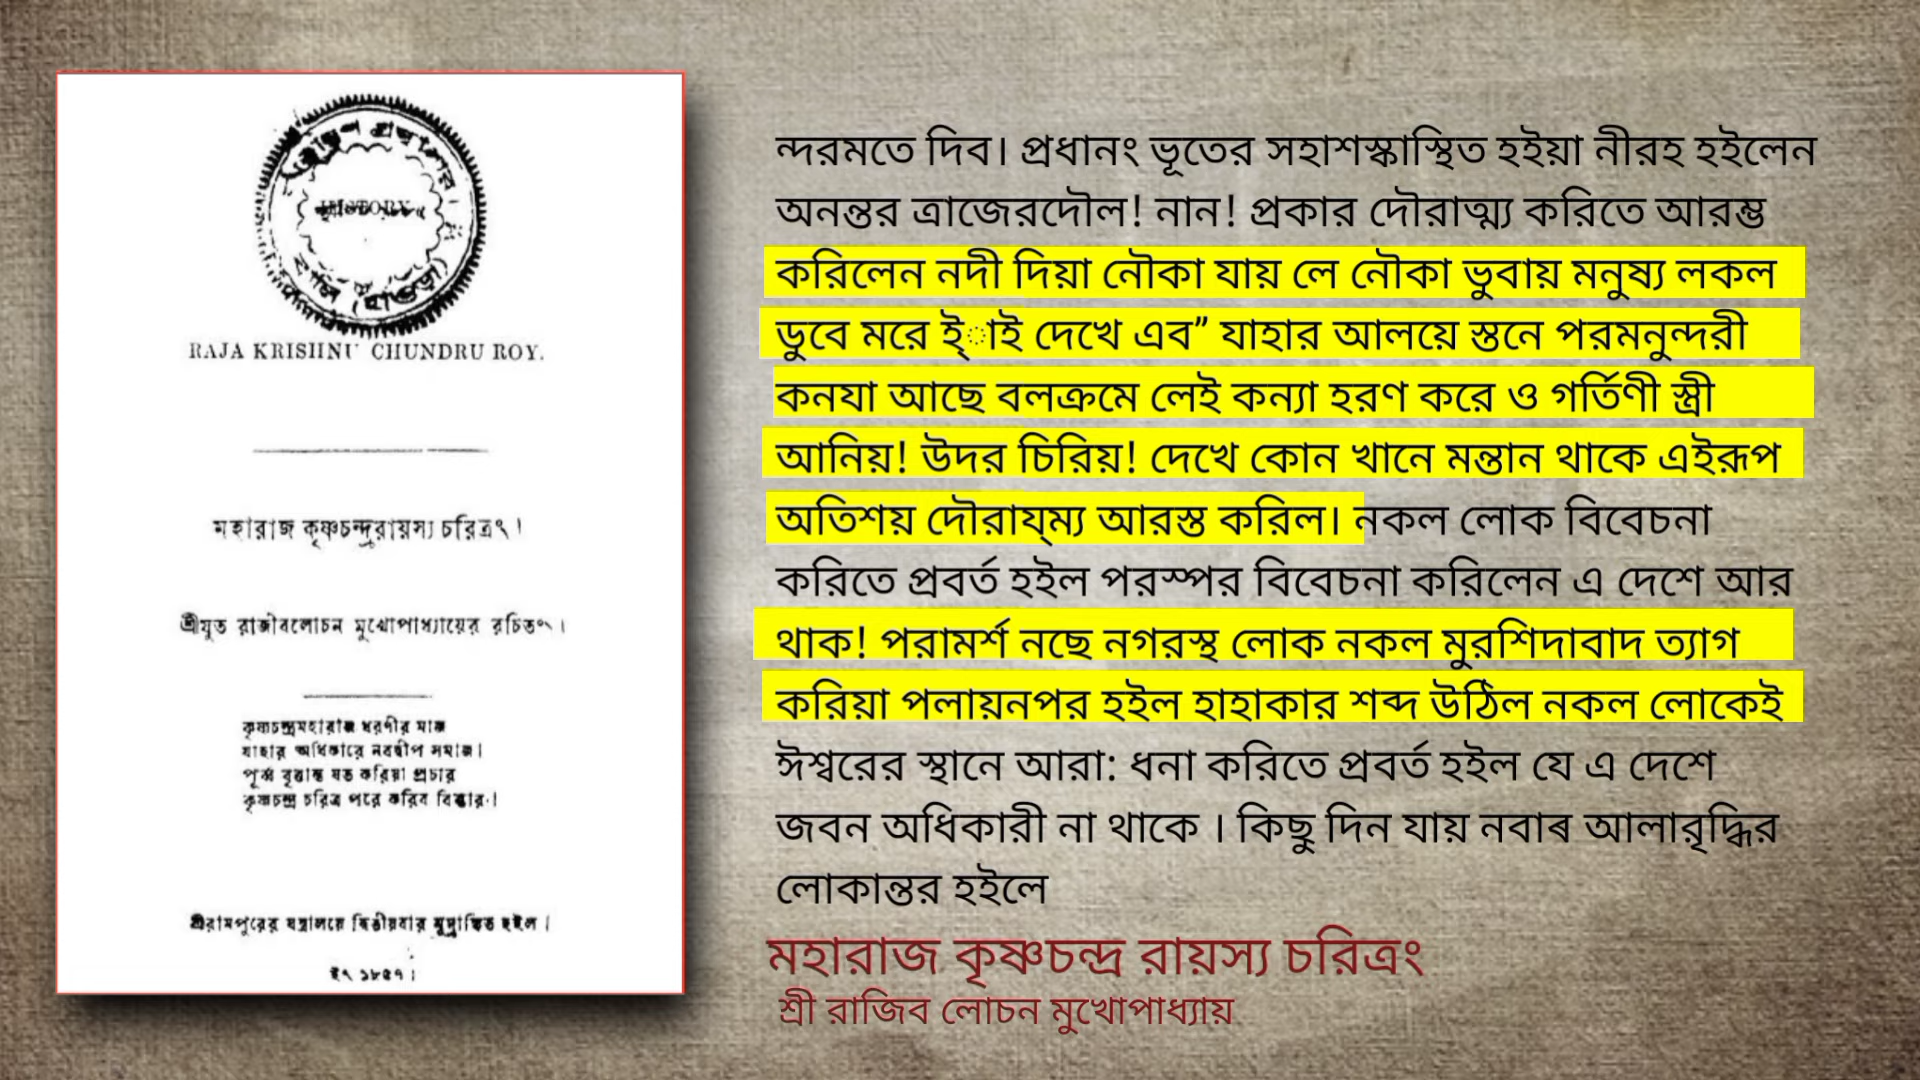 HISTORY
RAJA KRISHNU CHUNDRU ROY.
মহারাজ কৃষ্ণচন্দ্ররায়স্য চরিত্রং।
শ্রীযুত রাজীবলোচন মুখোপাধ্যায়ের রচিতং।
কৃষ্ণচন্দ্রমহারাজ ধরণীর মাজ
যাহার অধিকারে নবদ্বীপ সমাজ।
পূর্ব্ব বৃত্তান্ত যত করিয়া প্রচার
কৃষ্ণচন্দ্র চরিত্র পরে করিব বিস্তার।
শ্রীরামপুরের যন্ত্রালয়ে দ্বিতীয়বার মুদ্রাঙ্কিত হইল।
ইং ১৮৫৭।
ন্দরমতে দিব। প্রধানং ভূতের সহাশস্কাস্থিত হইয়া নীরহ হইলেন
অনন্তর ত্রাজেরদৌল! নান! প্রকার দৌরাত্ম্য করিতে আরম্ভ
করিলেন নদী দিয়া নৌকা যায় লে নৌকা ভুবায় মনুষ্য লকল
ডুবে মরে ই্াই দেখে এব” যাহার আলয়ে স্তনে পরমনুন্দরী
কনযা আছে বলক্রমে লেই কন্যা হরণ করে ও গর্তিণী স্ত্রী
আনিয়! উদর চিরিয়! দেখে কোন খানে মন্তান থাকে এইরূপ
অতিশয় দৌরায্ম্য আরস্ত করিল। নকল লোক বিবেচনা
করিতে প্রবর্ত হইল পরস্পর বিবেচনা করিলেন এ দেশে আর
থাক! পরামর্শ নছে নগরস্থ লোক নকল মুরশিদাবাদ ত্যাগ
করিয়া পলায়নপর হইল হাহাকার শব্দ উঠিল নকল লোকেই
ঈশ্বরের স্থানে আরা: ধনা করিতে প্রবর্ত হইল যে এ দেশে
জবন অধিকারী না থাকে । কিছু দিন যায় নবাৰ আলাবৃদ্ধির
লোকান্তর হইলে
মহারাজ কৃষ্ণচন্দ্র রায়স্য চরিত্রং
শ্রী রাজিব লোচন মুখোপাধ্যায়